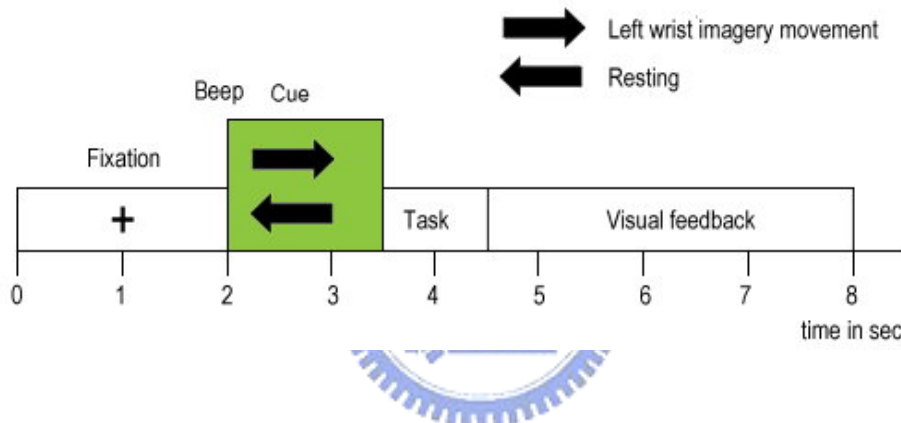 Left wrist imagery movement
Resting
Beep Cue
Fixation
+
Task
Visual feedback
0 1 2 3 4 5 6 7 8
time in sec